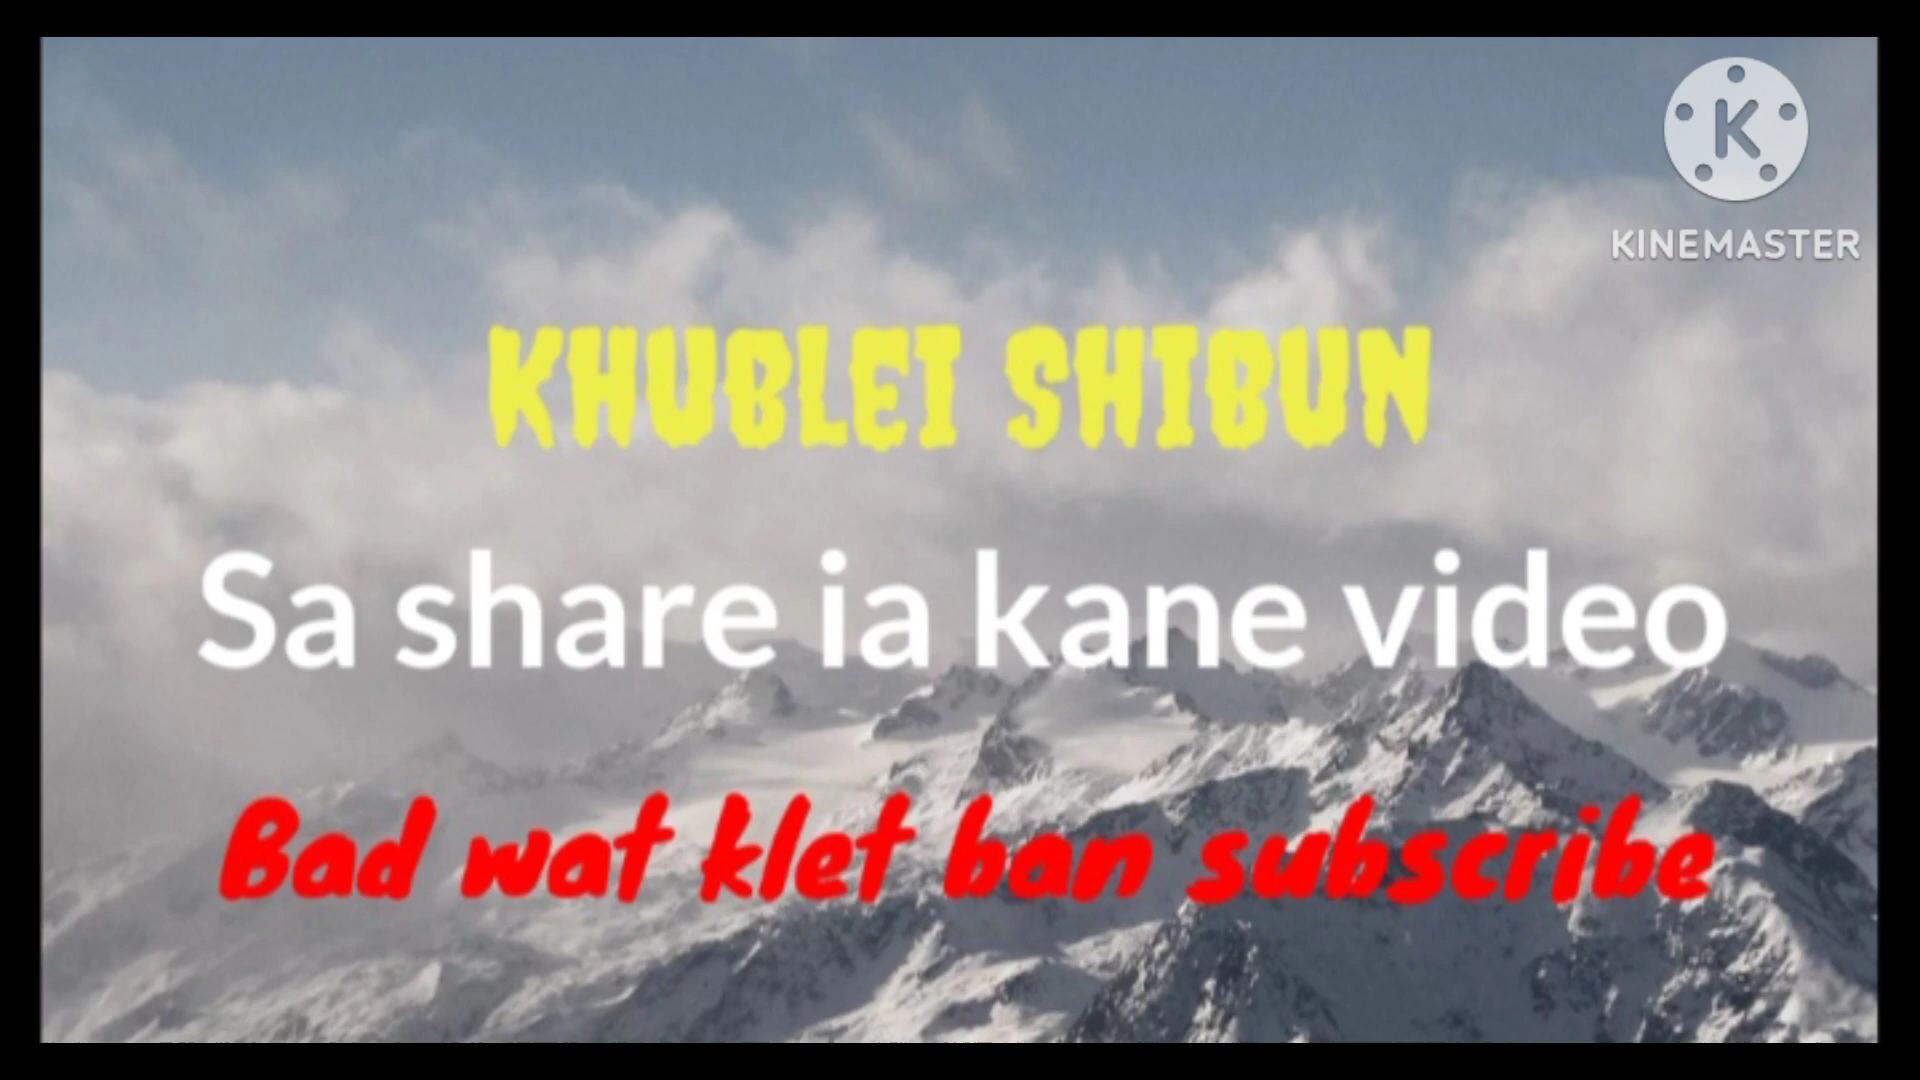 K
KINEMASTER
KHUBLEI SHIBUN
Sa share ia kane video
Bad wat klet ban subscribe